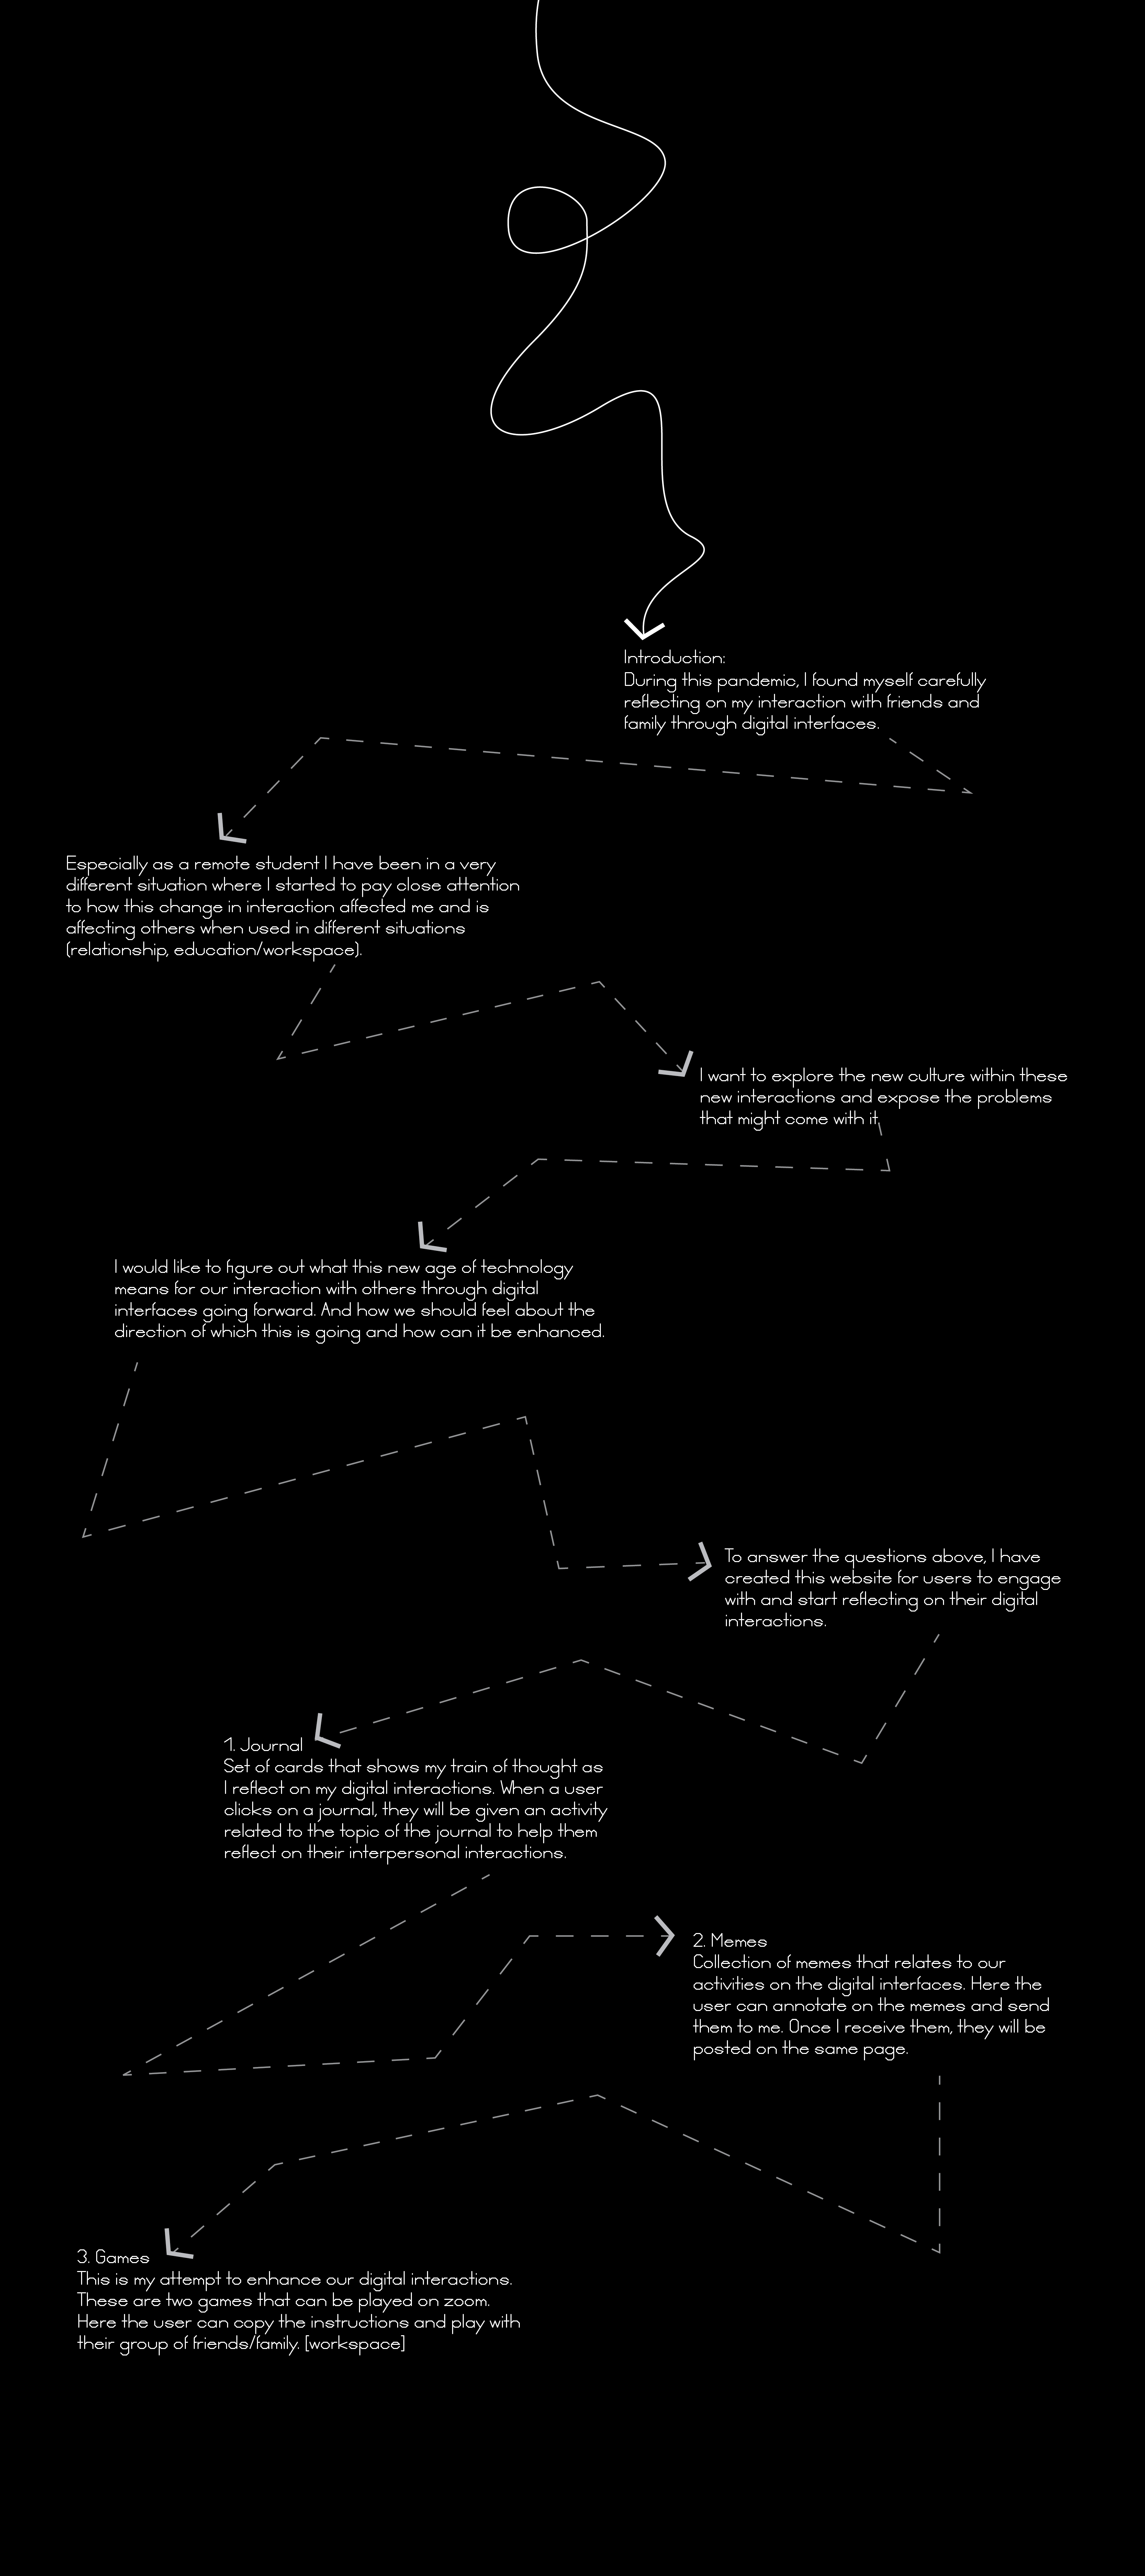 Introduction:
During this pandemic, I found myself carefully
reflecting on my interaction with friends and
family through digital interfaces.
Especially as a remote student I have been in a very
different situation where I started to pay close attention
to how this change in interaction affected me and is
affecting others when used in different situations
(relationship, education/workspace).
I want to explore the new culture within these
new interactions and expose the problems
that might come with it.
I would like to figure out what this new age of technology
means for our interaction with others through digital
interfaces going forward. And how we should feel about the
direction of which this is going and how can it be enhanced.
To answer the questions above, I have
created this website for users to engage
with and start reflecting on their digital
interactions.
1. Journal
Set of cards that shows my train of thought as
I reflect on my digital interactions. When a user
clicks on a journal, they will be given an activity
related to the topic of the journal to help them
reflect on their interpersonal interactions.
2. Memes
Collection of memes that relates to our
activities on the digital interfaces. Here the
user can annotate on the memes and send
them to me. Once I receive them, they will be
posted on the same page.
3. Games
This is my attempt to enhance our digital interactions.
These are two games that can be played on zoom.
Here the user can copy the instructions and play with
their group of friends/family. [workspace]